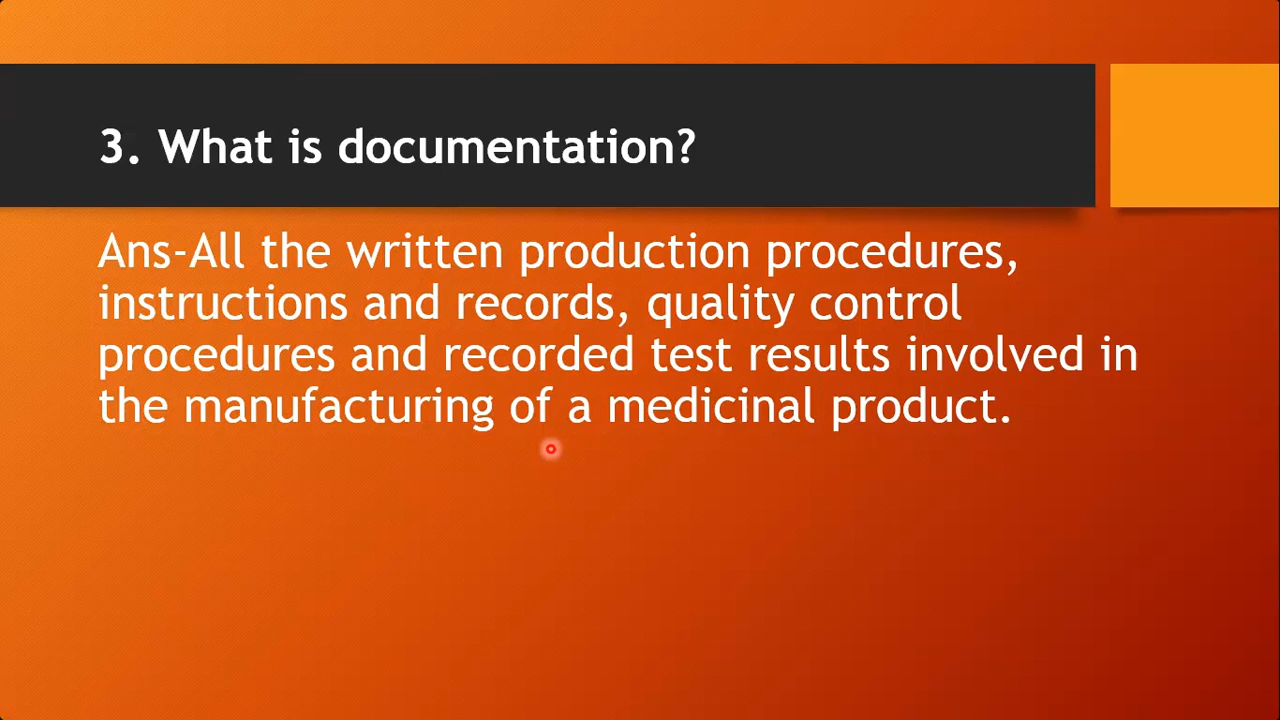 3. What is documentation?
Ans-All the written production procedures,
instructions and records, quality control
procedures and recorded test results involved in
the manufacturing of a medicinal product.